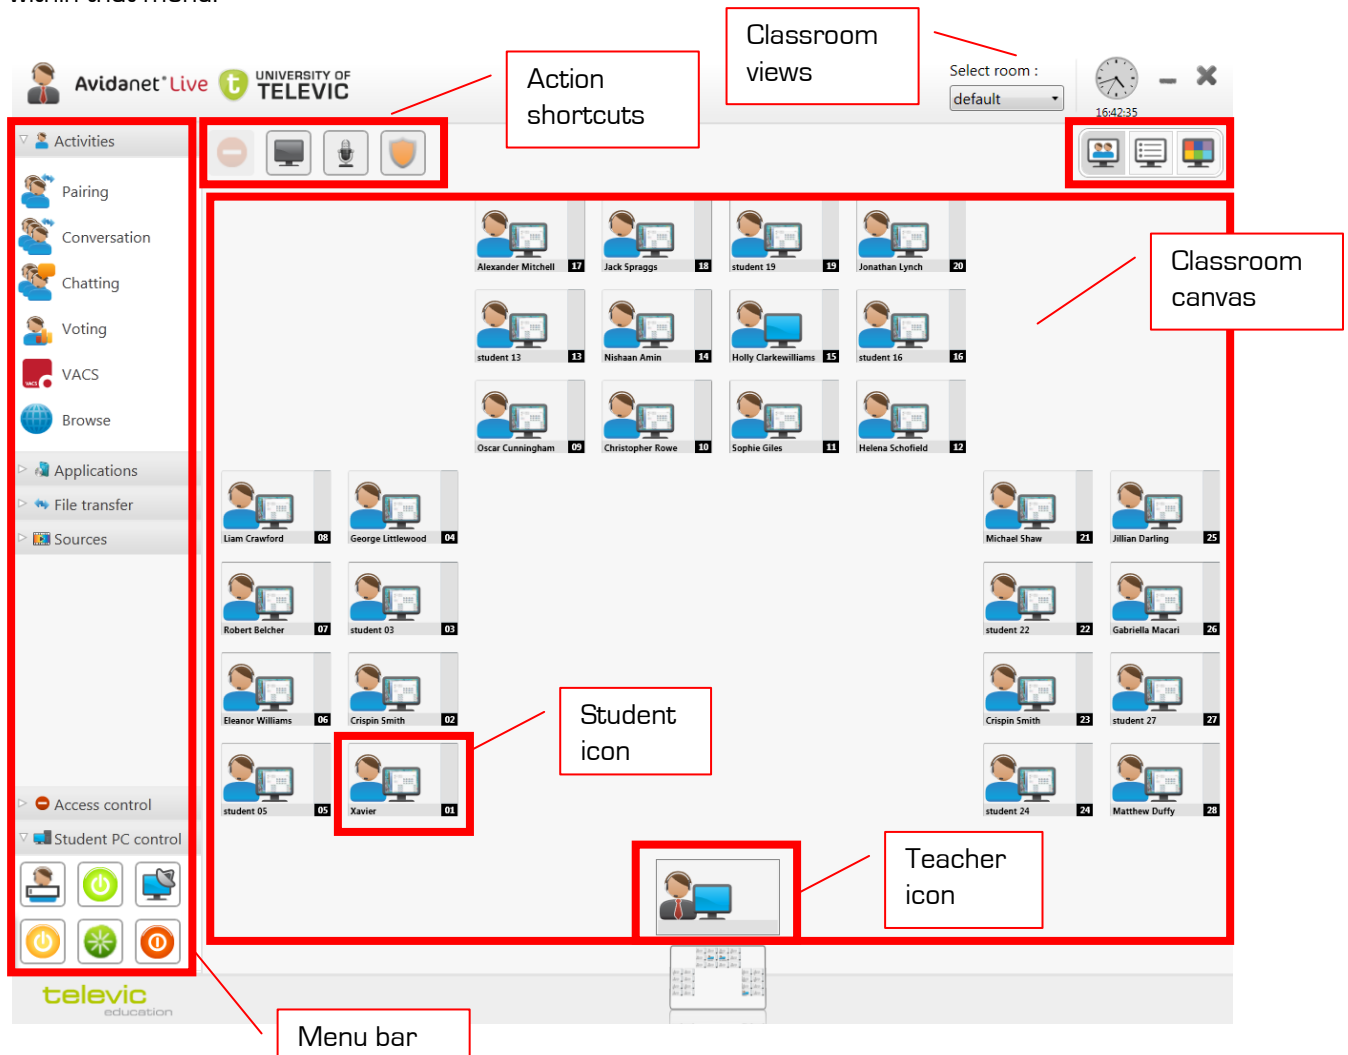 within that menu.
Classroom
views
Action
shortcuts
Avidanet Live
UNIVERSITY OF
TELEVIC
Select room :
default
16:42:35
Activities
Pairing
Conversation
Chatting
Voting
VACS
Browse
Applications
File transfer
Sources
Access control
Student PC control
Alexander Mitchell 17
Jack Spraggs 18
student 19 19
Jonathan Lynch 20
Classroom
canvas
student 13 13
Nishaan Amin 14
Holly Clarkewilliams 15
student 16 16
Oscar Cunningham 09
Christopher Rowe 10
Sophie Giles 11
Helena Schofield 12
Liam Crawford 08
George Littlewood 04
Michael Shaw 21
Jillian Darling 25
Robert Belcher 07
student 03 03
student 22 22
Gabriella Macari 26
Eleanor Williams 06
Crispin Smith 02
Crispin Smith 23
student 27 27
Student
icon
student 05 05
Xavier 01
student 24 24
Matthew Duffy 28
Teacher
icon
televic
education
Menu bar